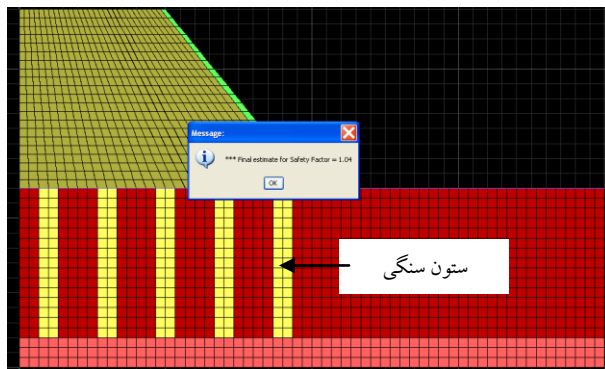 Message:
*** Final estimate for Safety Factor = 1.04
OK
ستون سنگی